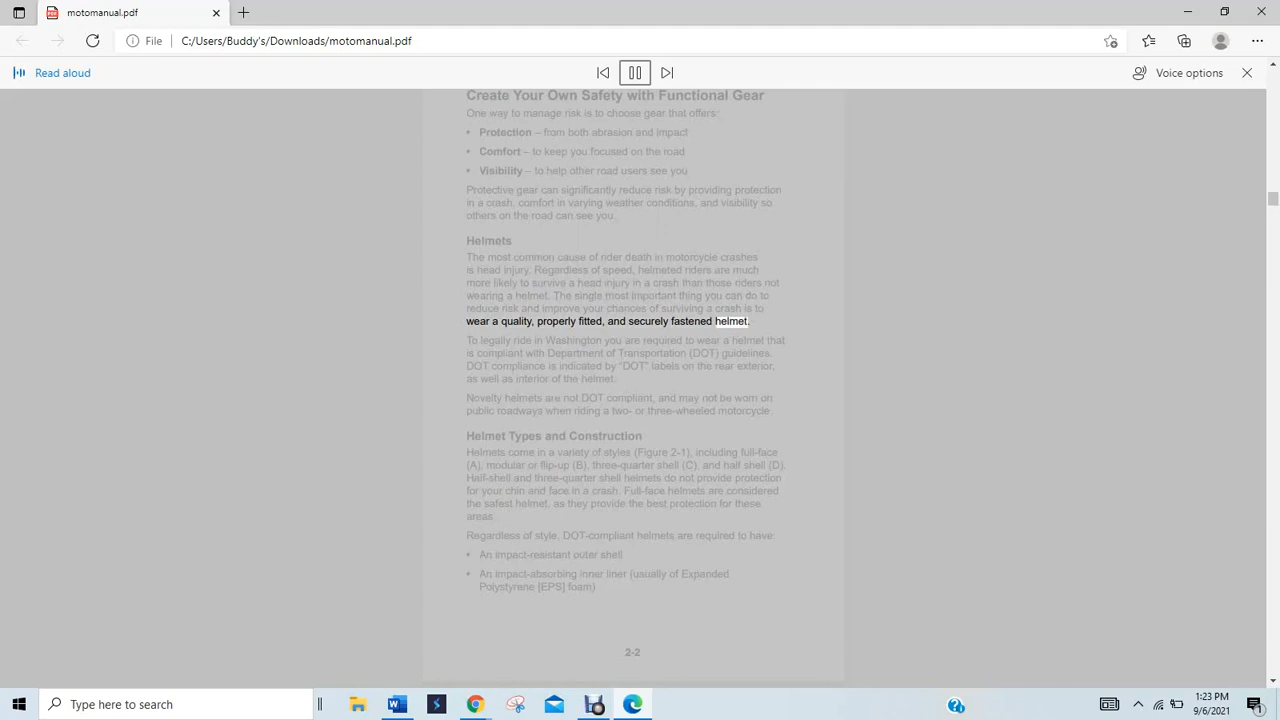 motomanual.pdf
File C:/Users/Buddy's/Downloads/motomanual.pdf
Read aloud
Voice options
Create Your Own Safety with Functional Gear
One way to manage risk is to choose gear that offers:
• Protection – from both abrasion and impact
• Comfort – to keep you focused on the road
• Visibility – to help other road users see you
Protective gear can significantly reduce risk by providing protection
in a crash, comfort in varying weather conditions, and visibility so
others on the road can see you.
Helmets
The most common cause of rider death in motorcycle crashes
is head injury. Regardless of speed, helmeted riders are much
more likely to survive a head injury in a crash than those riders not
wearing a helmet. The single most important thing you can do to
reduce risk and improve your chances of surviving a crash is to
wear a quality, properly fitted, and securely fastened helmet.
To legally ride in Washington you are required to wear a helmet that
is compliant with Department of Transportation (DOT) guidelines.
DOT compliance is indicated by "DOT" labels on the rear exterior,
as well as interior of the helmet.
Novelty helmets are not DOT compliant, and may not be worn on
public roadways when riding a two- or three-wheeled motorcycle.
Helmet Types and Construction
Helmets come in a variety of styles (Figure 2-1), including full-face
(A), modular or flip-up (B), three-quarter shell (C), and half shell (D).
Half-shell and three-quarter shell helmets do not provide protection
for your chin and face in a crash. Full-face helmets are considered
the safest helmet, as they provide the best protection for these
areas.
Regardless of style, DOT-compliant helmets are required to have:
• An impact-resistant outer shell
• An impact-absorbing inner liner (usually of Expanded
Polystyrene [EPS] foam)
2-2
Type here to search
1:23 PM
9/6/2021